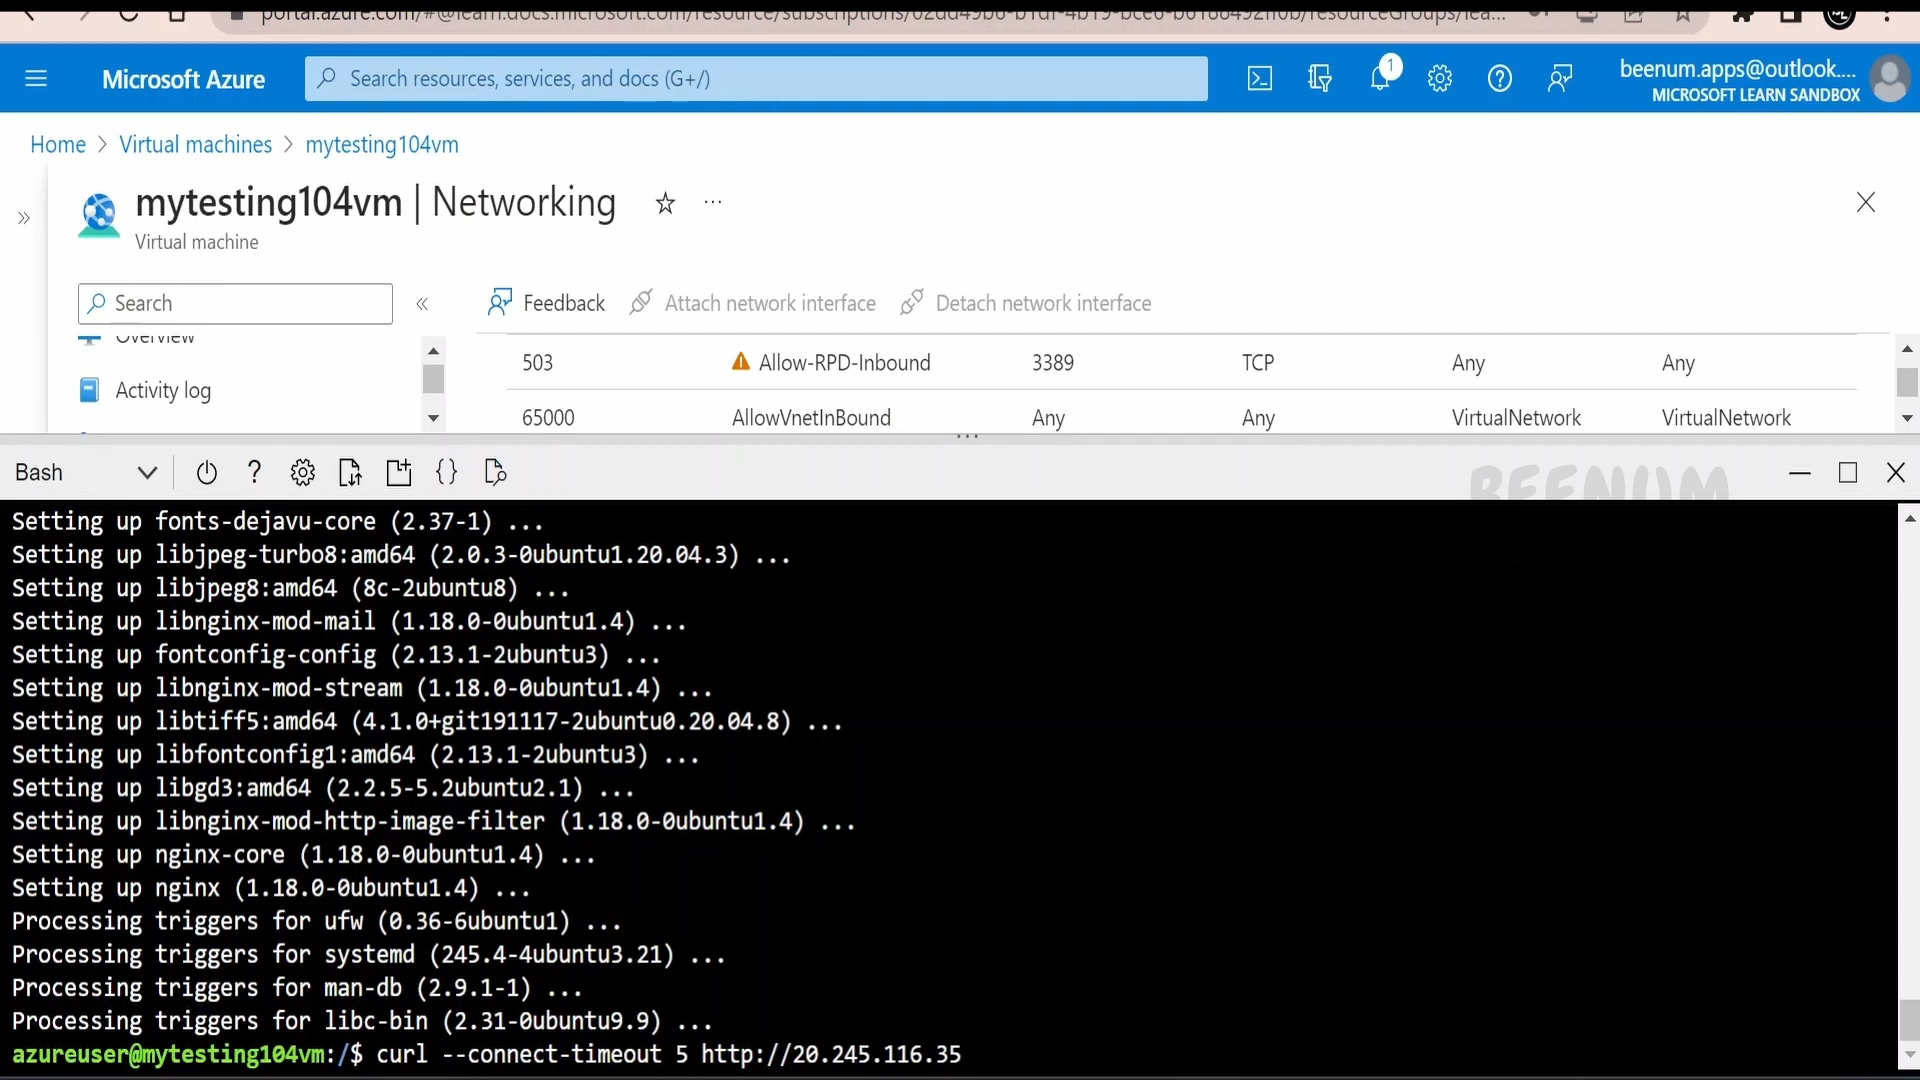 Microsoft Azure
Search resources, services, and docs (G+/)
1
beenum.apps@outlook....
MICROSOFT LEARN SANDBOX
Home > Virtual machines > mytesting104vm
mytesting104vm | Networking
Virtual machine
Search
Feedback
Attach network interface
Detach network interface
Overview
Activity log
503 Allow-RPD-Inbound 3389 TCP Any Any
65000 AllowVnetInBound Any Any VirtualNetwork VirtualNetwork
Bash
BEENUM
Setting up fonts-dejavu-core (2.37-1) ...
Setting up libjpeg-turbo8:amd64 (2.0.3-0ubuntu1.20.04.3) ...
Setting up libjpeg8:amd64 (8c-2ubuntu8) ...
Setting up libnginx-mod-mail (1.18.0-0ubuntu1.4) ...
Setting up fontconfig-config (2.13.1-2ubuntu3) ...
Setting up libnginx-mod-stream (1.18.0-0ubuntu1.4) ...
Setting up libtiff5:amd64 (4.1.0+git191117-2ubuntu0.20.04.8) ...
Setting up libfontconfig1:amd64 (2.13.1-2ubuntu3) ...
Setting up libgd3:amd64 (2.2.5-5.2ubuntu2.1) ...
Setting up libnginx-mod-http-image-filter (1.18.0-0ubuntu1.4) ...
Setting up nginx-core (1.18.0-0ubuntu1.4) ...
Setting up nginx (1.18.0-0ubuntu1.4) ...
Processing triggers for ufw (0.36-6ubuntu1) ...
Processing triggers for systemd (245.4-4ubuntu3.21) ...
Processing triggers for man-db (2.9.1-1) ...
Processing triggers for libc-bin (2.31-0ubuntu9.9) ...
azureuser@mytesting104vm:/$ curl --connect-timeout 5 http://20.245.116.35